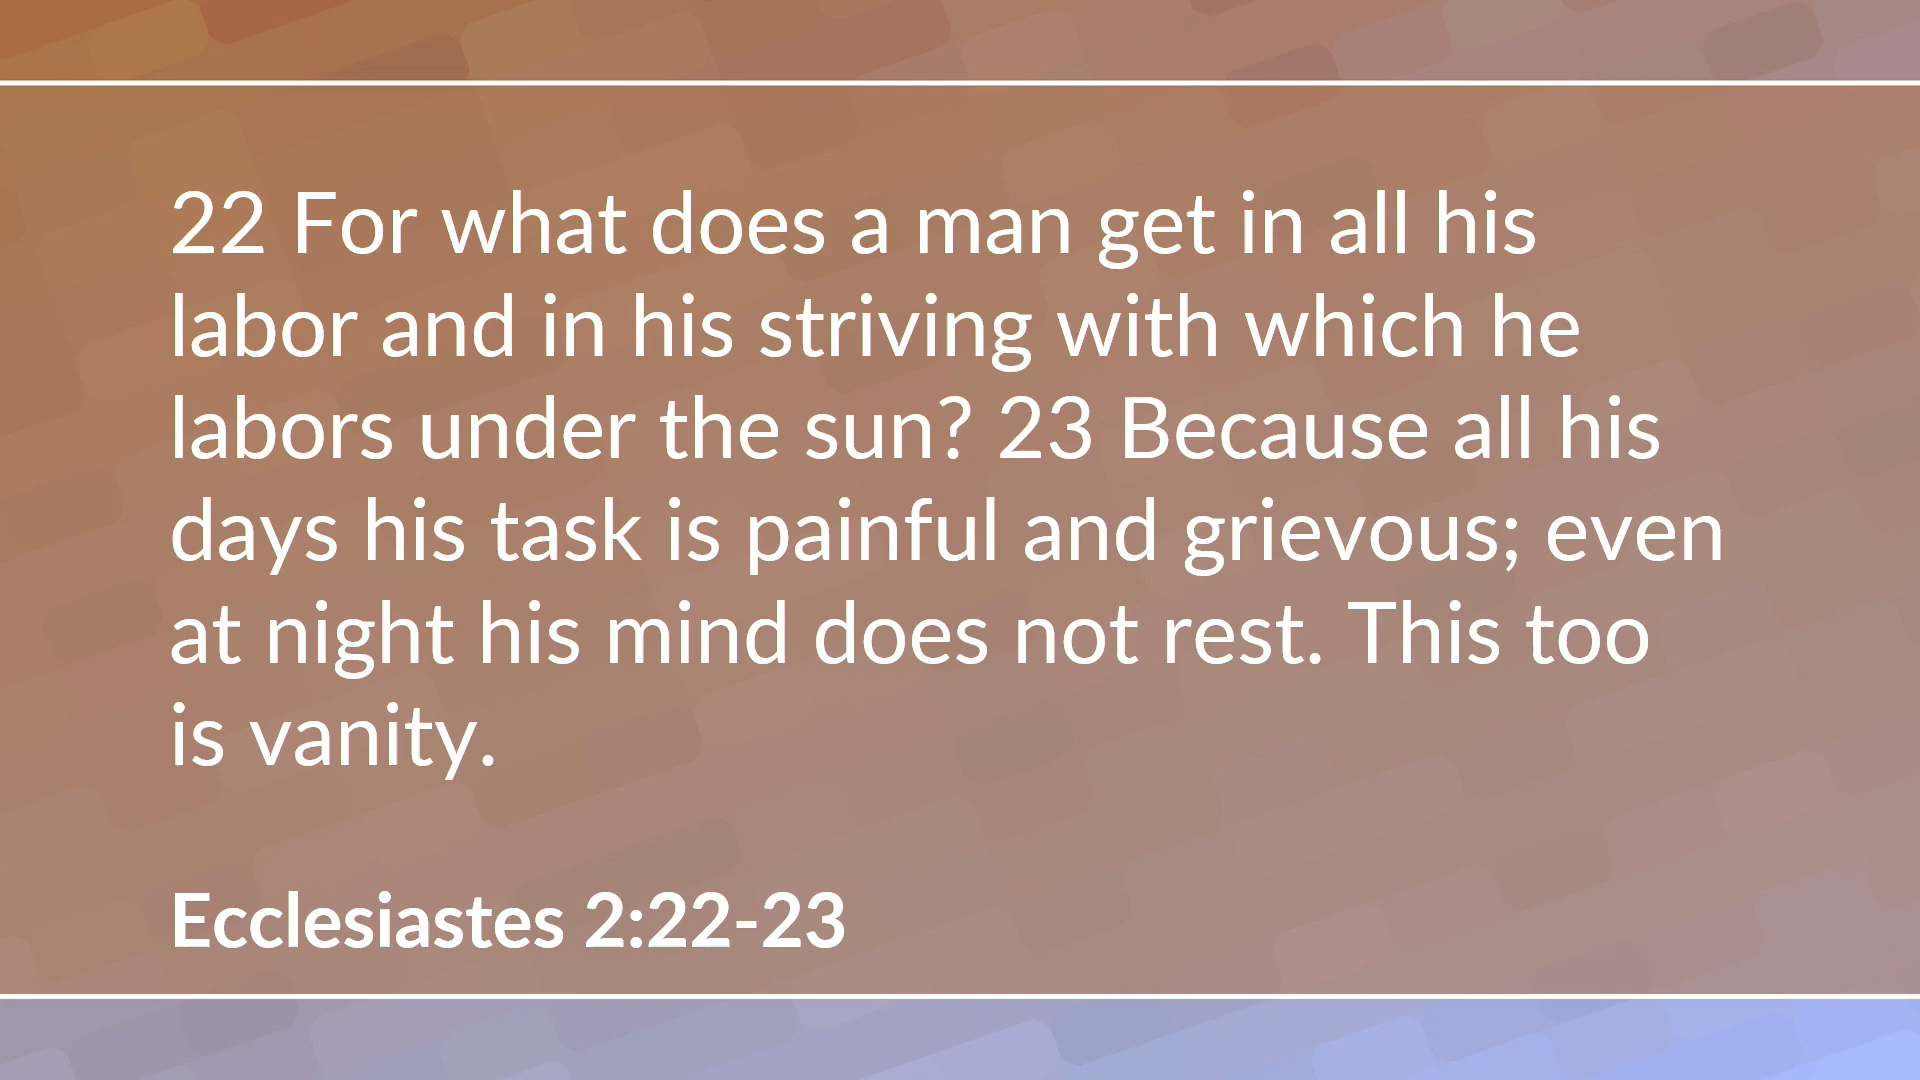 22 For what does a man get in all his
labor and in his striving with which he
labors under the sun? 23 Because all his
days his task is painful and grievous; even
at night his mind does not rest. This too
is vanity.
Ecclesiastes 2:22-23